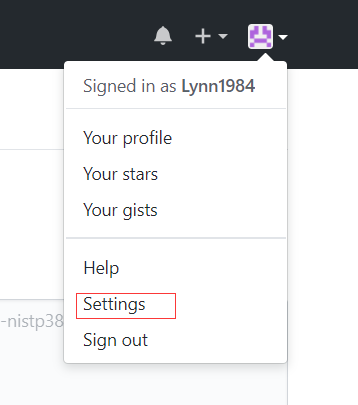 Signed in as Lynn1984
Your profile
Your stars
Your gists
Help
Settings
-nistp38
Sign out